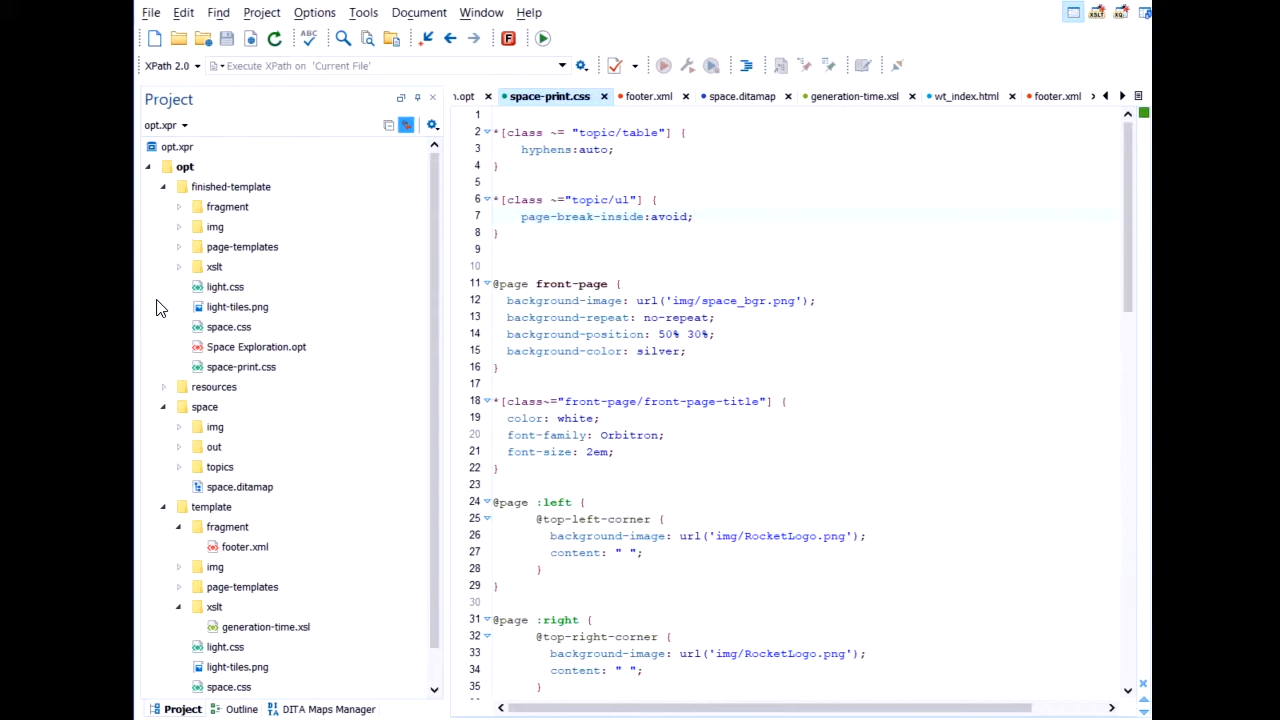 File Edit Find Project Options Tools Document Window Help
XPath 2.0 Execute XPath on 'Current File'
Project
.opt space-print.css footer.xml space.ditamap generation-time.xsl wt_index.html footer.xml
opt.xpr
opt.xpr
opt
finished-template
fragment
img
page-templates
xslt
light.css
light-tiles.png
space.css
Space Exploration.opt
space-print.css
resources
space
img
out
topics
space.ditamap
template
fragment
footer.xml
img
page-templates
xslt
generation-time.xsl
light.css
light-tiles.png
space.css
Project Outline DITA Maps Manager
1
2 *[class ~= "topic/table"] {
3 hyphens:auto;
4 }
5
6 *[class ~="topic/ul"] {
7 page-break-inside:avoid;
8 }
9
10
11 @page front-page {
12 background-image: url('img/space_bgr.png');
13 background-repeat: no-repeat;
14 background-position: 50% 30%;
15 background-color: silver;
16 }
17
18 *[class~="front-page/front-page-title"] {
19 color: white;
20 font-family: Orbitron;
21 font-size: 2em;
22 }
23
24 @page :left {
25 @top-left-corner {
26 background-image: url('img/RocketLogo.png');
27 content: " ";
28 }
29 }
30
31 @page :right {
32 @top-right-corner {
33 background-image: url('img/RocketLogo.png');
34 content: " ";
35 }